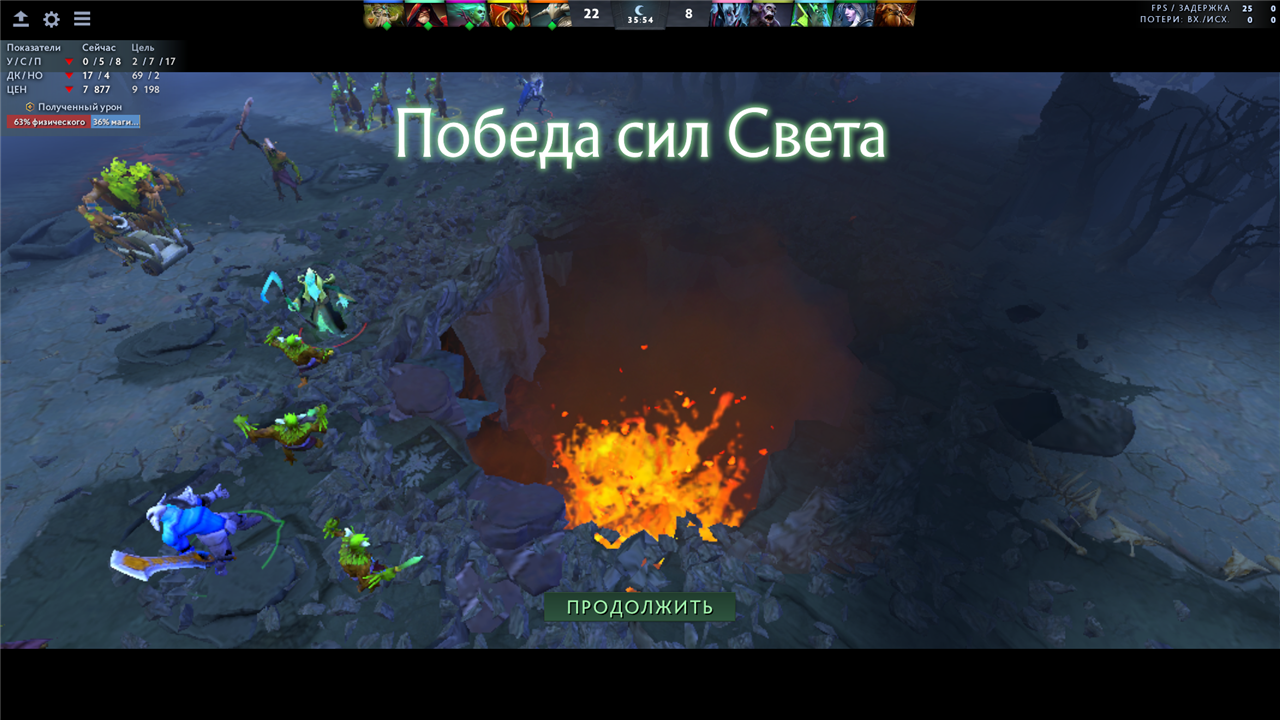 22 35:54 8
FPS / ЗАДЕРЖКА 25 0
ПОТЕРИ: ВХ./ИСХ. 0 0
Показатели Сейчас Цель
У/С/П 0/5/8 2/7/17
ДК/НО 17/4 69/2
ЦЕН 7 877 9 198
Полученный урон
63% физического 36% маги...
Победа сил Света
ПРОДОЛЖИТЬ